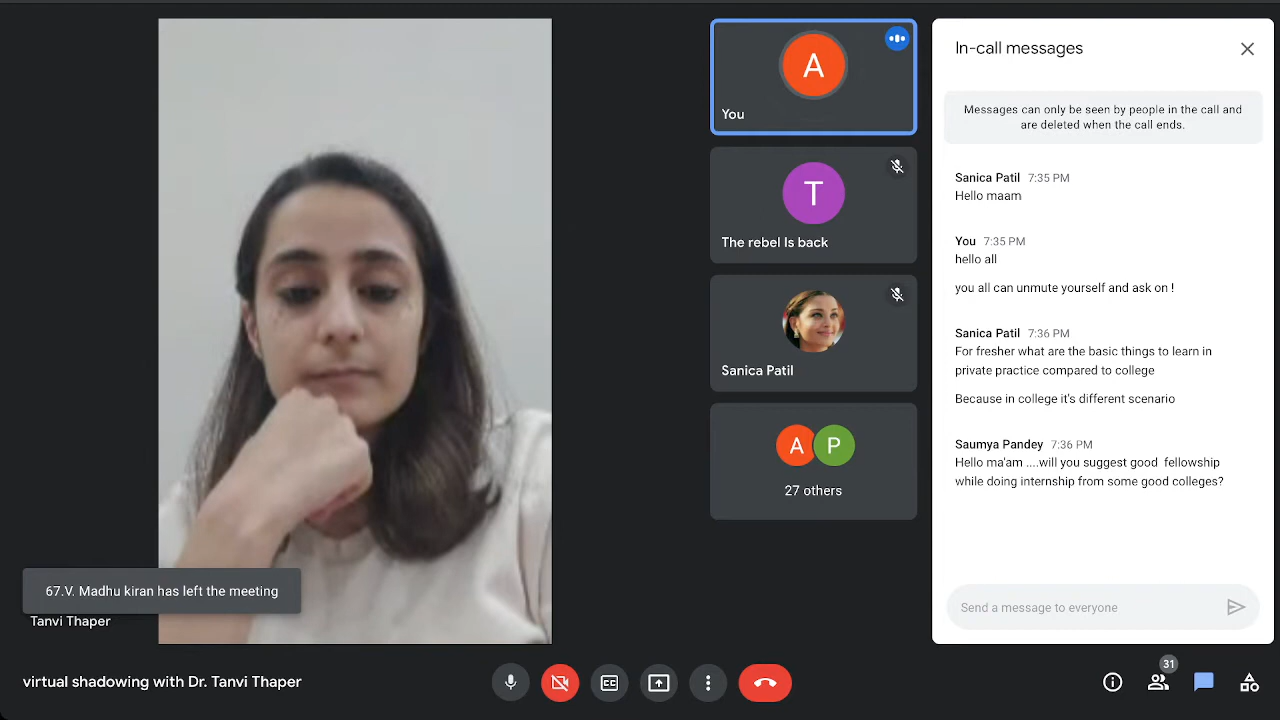 67.V. Madhu kiran has left the meeting
Tanvi Thaper
A
You
T
The rebel Is back
Sanica Patil
A P
27 others
In-call messages
Messages can only be seen by people in the call and
are deleted when the call ends.
Sanica Patil 7:35 PM
Hello maam
You 7:35 PM
hello all
you all can unmute yourself and ask on !
Sanica Patil 7:36 PM
For fresher what are the basic things to learn in
private practice compared to college
Because in college it's different scenario
Saumya Pandey 7:36 PM
Hello ma'am ....will you suggest good fellowship
while doing internship from some good colleges?
Send a message to everyone
virtual shadowing with Dr. Tanvi Thaper
CC
31